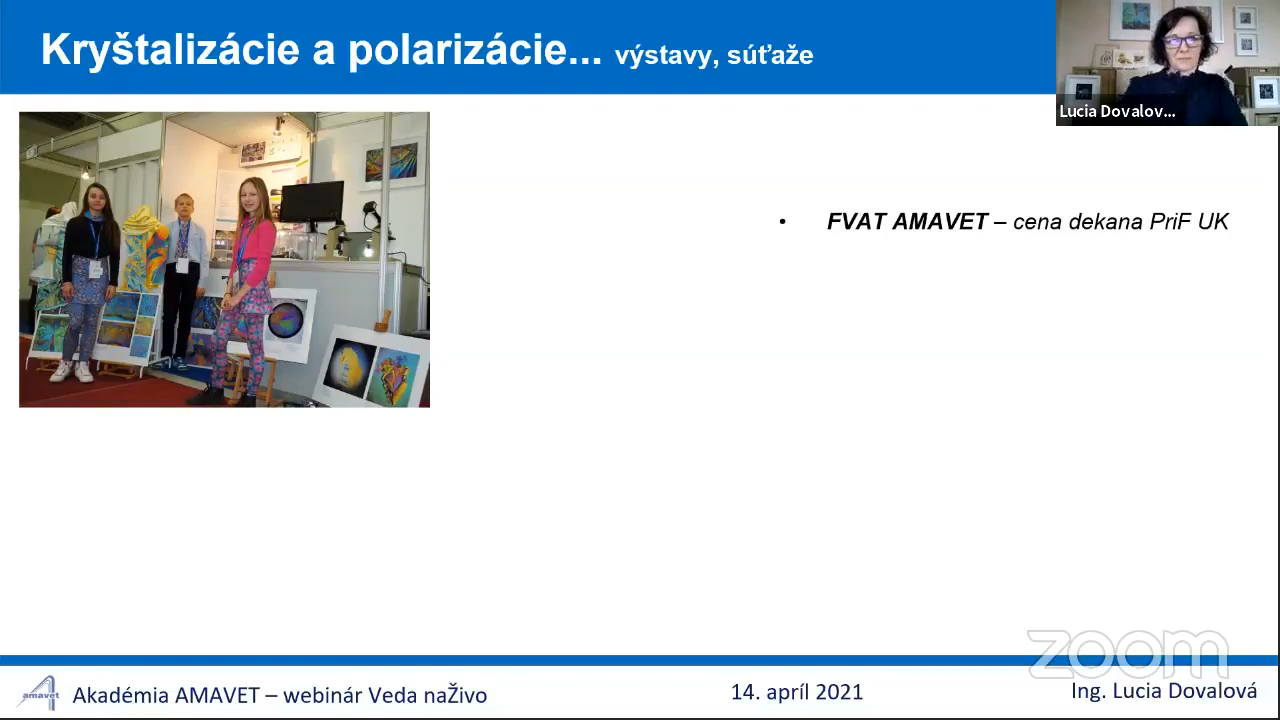 Kryštalizácie a polarizácie... výstavy, súťaže
Lucia Dovalov...
• FVAT AMAVET – cena dekana PriF UK
zoom
amavet
Akadémia AMAVET – webinár Veda naŽivo
14. apríl 2021
Ing. Lucia Dovalová